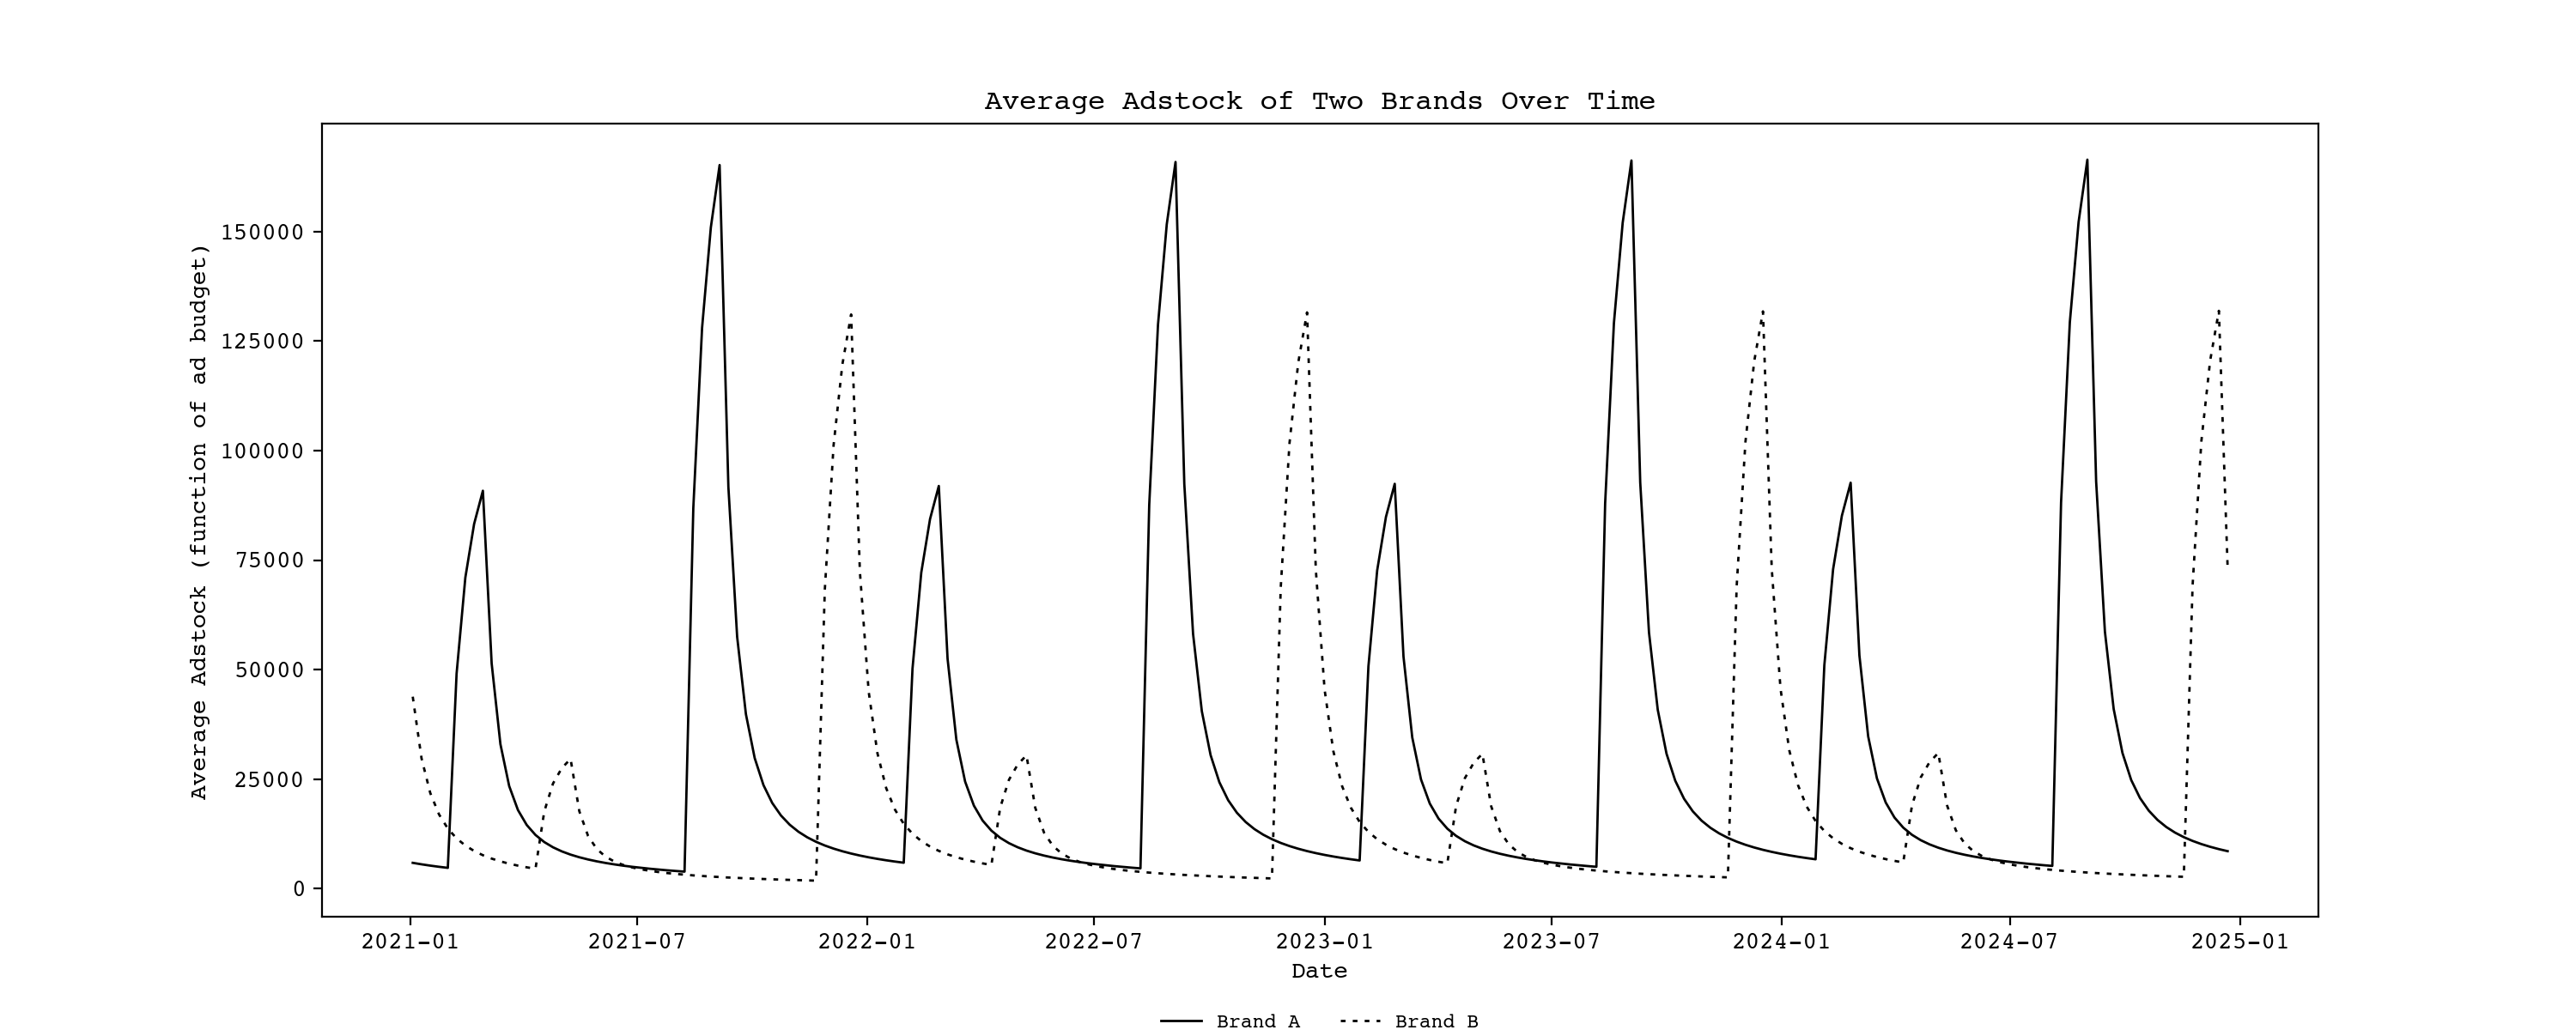 Average Adstock of Two Brands Over Time
Average Adstock (function of ad budget)
150000
125000
100000
75000
50000
25000
0
2021-01 2021-07 2022-01 2022-07 2023-01 2023-07 2024-01 2024-07 2025-01
Date
Brand A Brand B